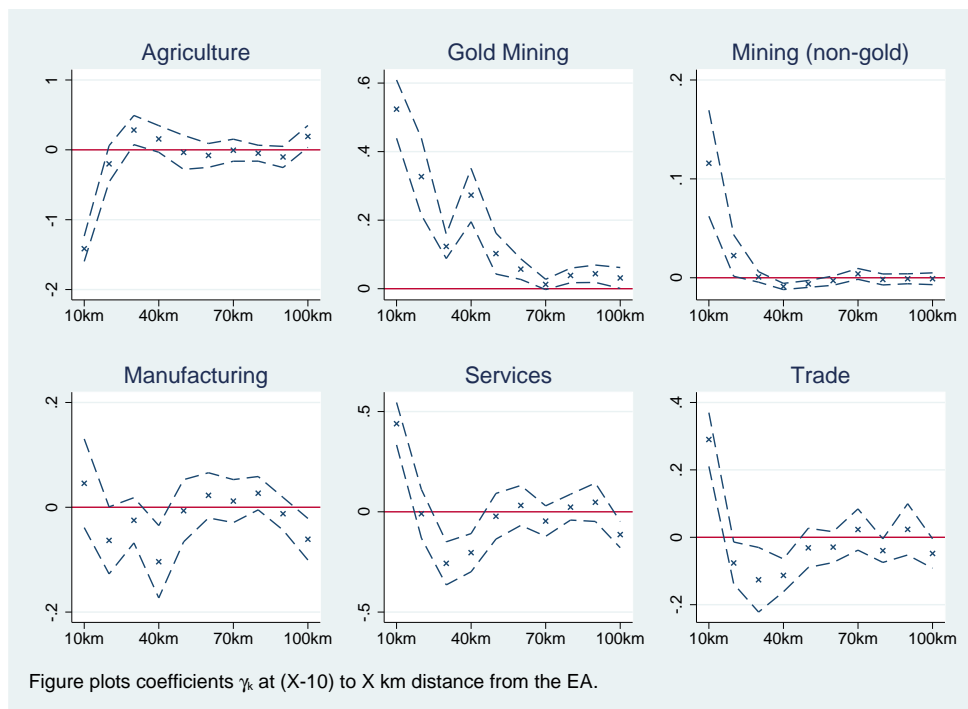 Agriculture
1
0
-1
-2
10km 40km 70km 100km
Gold Mining
.6
.4
.2
0
10km 40km 70km 100km
Mining (non-gold)
.2
.1
0
10km 40km 70km 100km
Manufacturing
.2
0
-.2
10km 40km 70km 100km
Services
.5
0
-.5
10km 40km 70km 100km
Trade
.4
.2
0
-.2
10km 40km 70km 100km
Figure plots coefficients γk at (X-10) to X km distance from the EA.